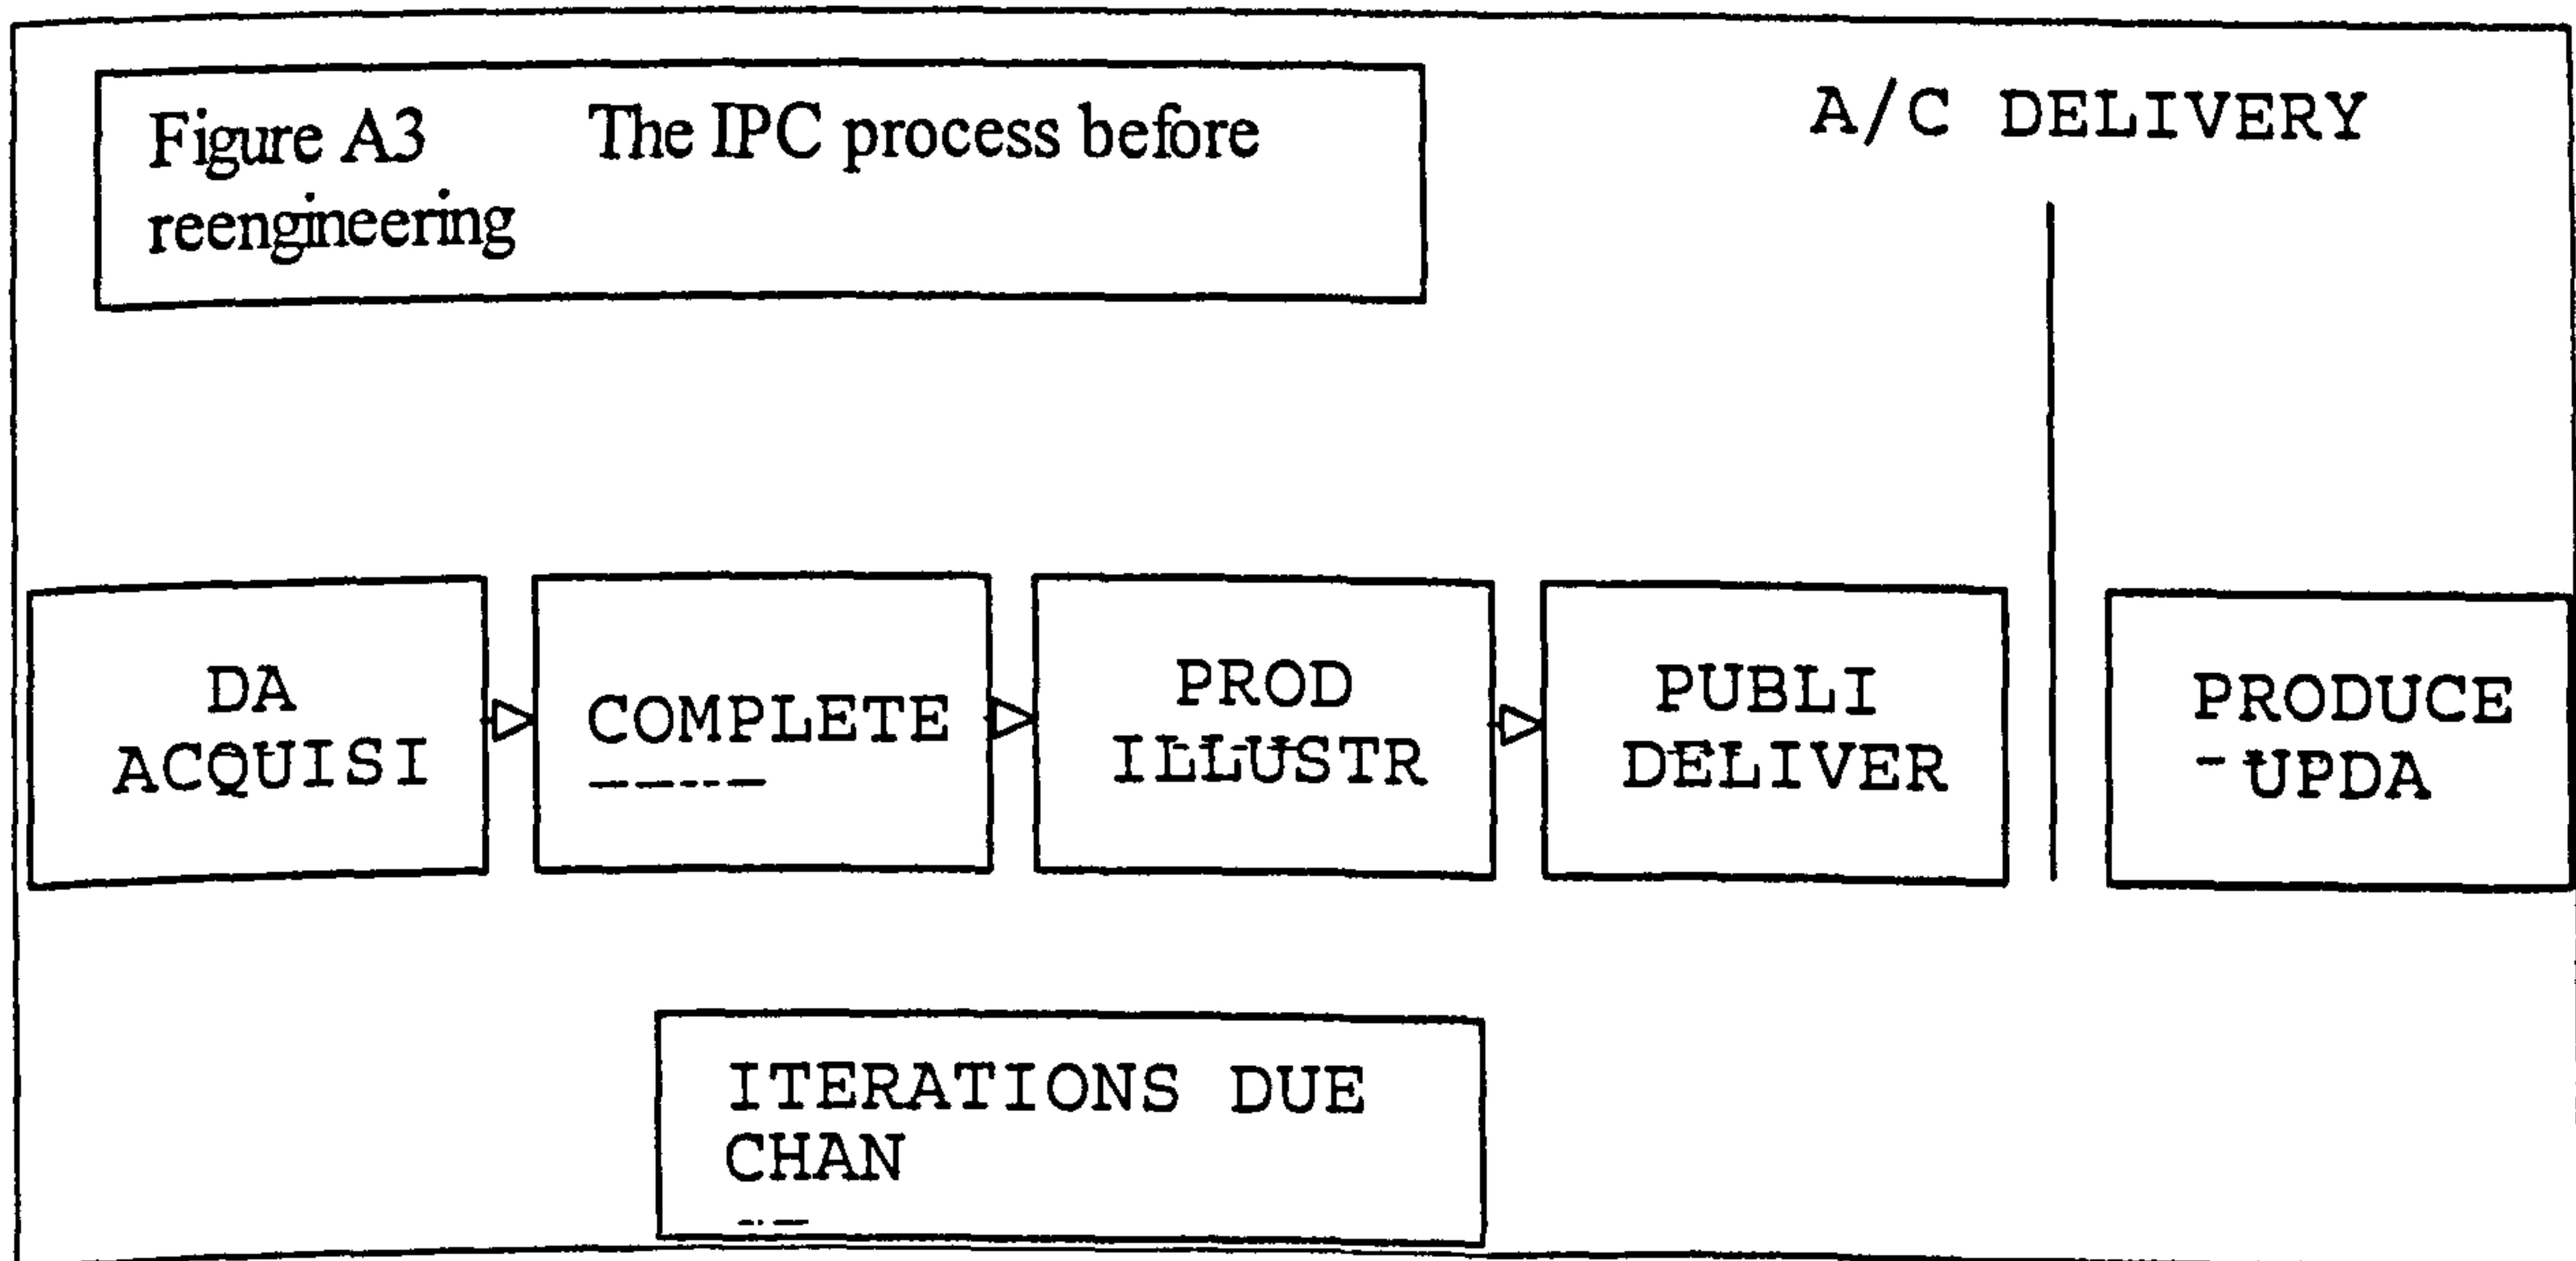 Figure A3 The IPC process before
reengineering
A/C DELIVERY
DA
ACQUISI
COMPLETE
PROD
ILLUSTR
PUBLI
DELIVER
PRODUCE
UPDA
ITERATIONS DUE
CHAN